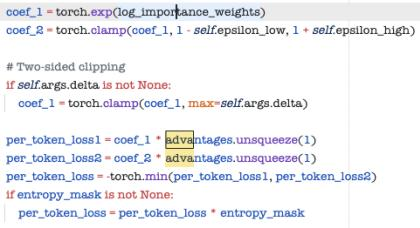 coef_1 = torch.exp(log_importance_weights)
coef_2 = torch.clamp(coef_1, 1 - self.epsilon_low, 1 + self.epsilon_high)
# Two-sided clipping
if self.args.delta is not None:
coef_1 = torch.clamp(coef_1, max=self.args.delta)
per_token_loss1 = coef_1 * advantages.unsqueeze(1)
per_token_loss2 = coef_2 * advantages.unsqueeze(1)
per_token_loss = -torch.min(per_token_loss1, per_token_loss2)
if entropy_mask is not None:
per_token_loss = per_token_loss * entropy_mask